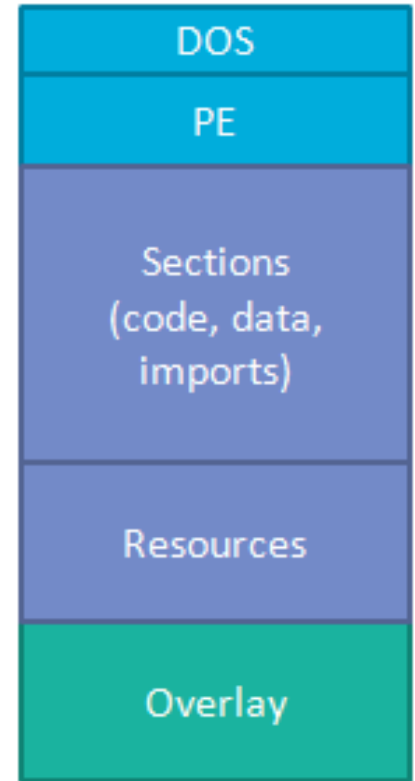 DOS
PE
Sections
(code, data,
imports)
Resources
Overlay